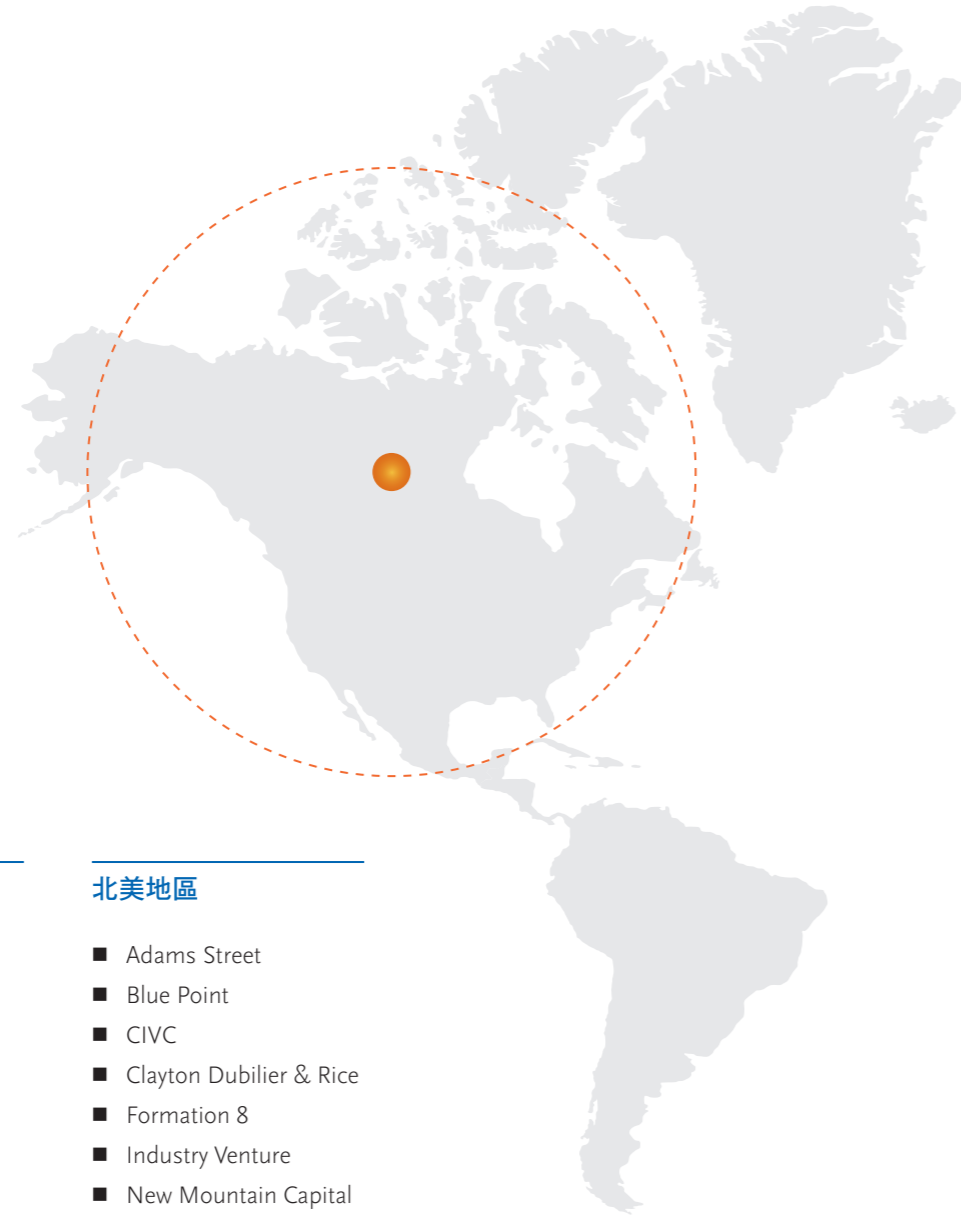 北美地區
Adams Street
Blue Point
CIVC
Clayton Dubilier & Rice
Formation 8
Industry Venture
New Mountain Capital